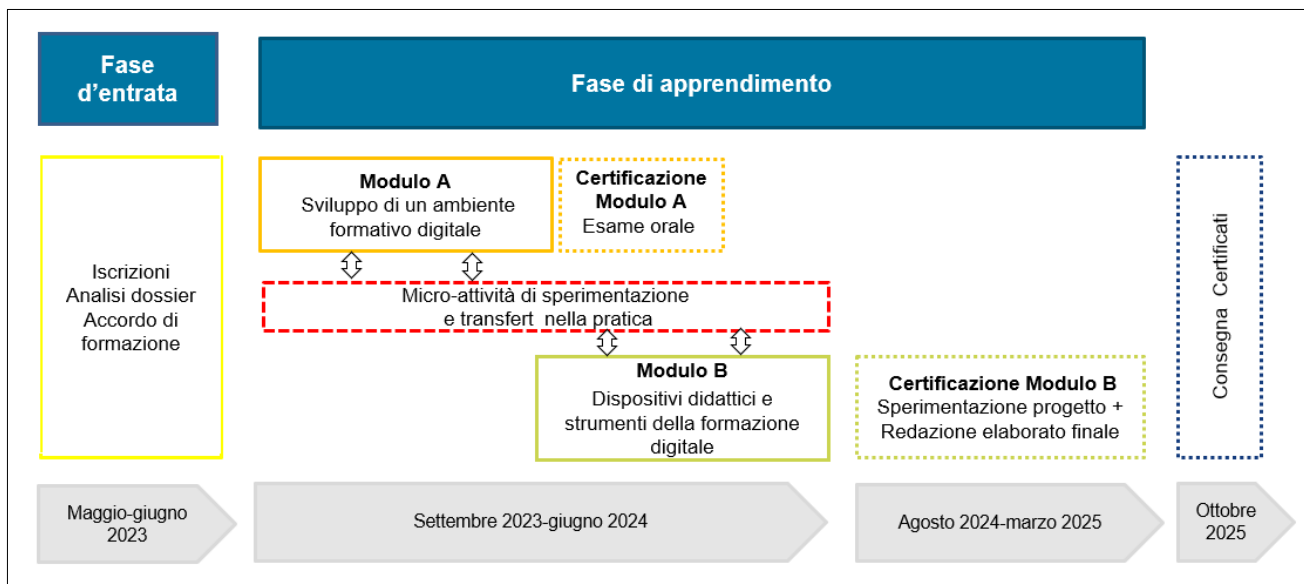 Fase
d'entrata
Fase di apprendimento
Iscrizioni
Analisi dossier
Accordo di
formazione
Modulo A
Sviluppo di un ambiente
formativo digitale
Certificazione
Modulo A
Esame orale
Micro-attività di sperimentazione
e transfert nella pratica
Modulo B
Dispositivi didattici e
strumenti della formazione
digitale
Certificazione Modulo B
Sperimentazione progetto +
Redazione elaborato finale
Consegna Certificati
Maggio-giugno
2023
Settembre 2023-giugno 2024
Agosto 2024-marzo 2025
Ottobre
2025